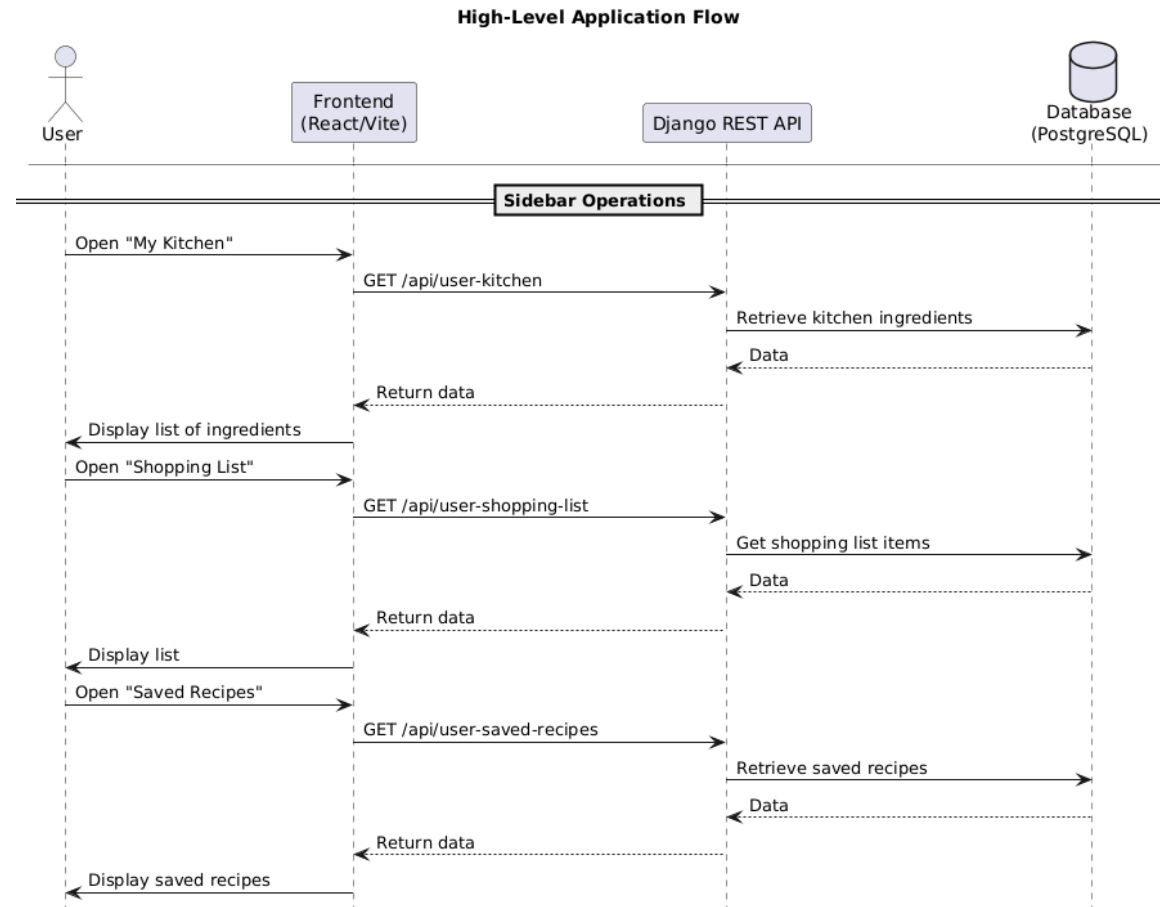 High-Level Application Flow
User
Frontend
(React/Vite)
Django REST API
Database
(PostgreSQL)
Sidebar Operations
Open "My Kitchen"
GET /api/user-kitchen
Retrieve kitchen ingredients
Data
Return data
Display list of ingredients
Open "Shopping List"
GET /api/user-shopping-list
Get shopping list items
Data
Return data
Display list
Open "Saved Recipes"
GET /api/user-saved-recipes
Retrieve saved recipes
Data
Return data
Display saved recipes